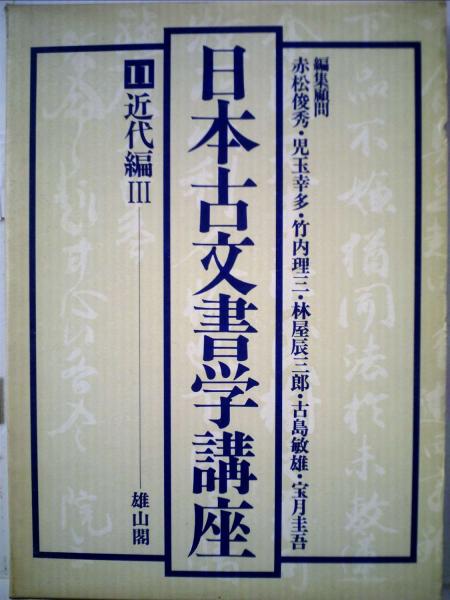 編集顧問
赤松俊秀・児玉幸多・竹内理三・林屋辰三郎・古島敏雄・宝月圭吾
日本古文書学講座
11 近代編III
雄山閣